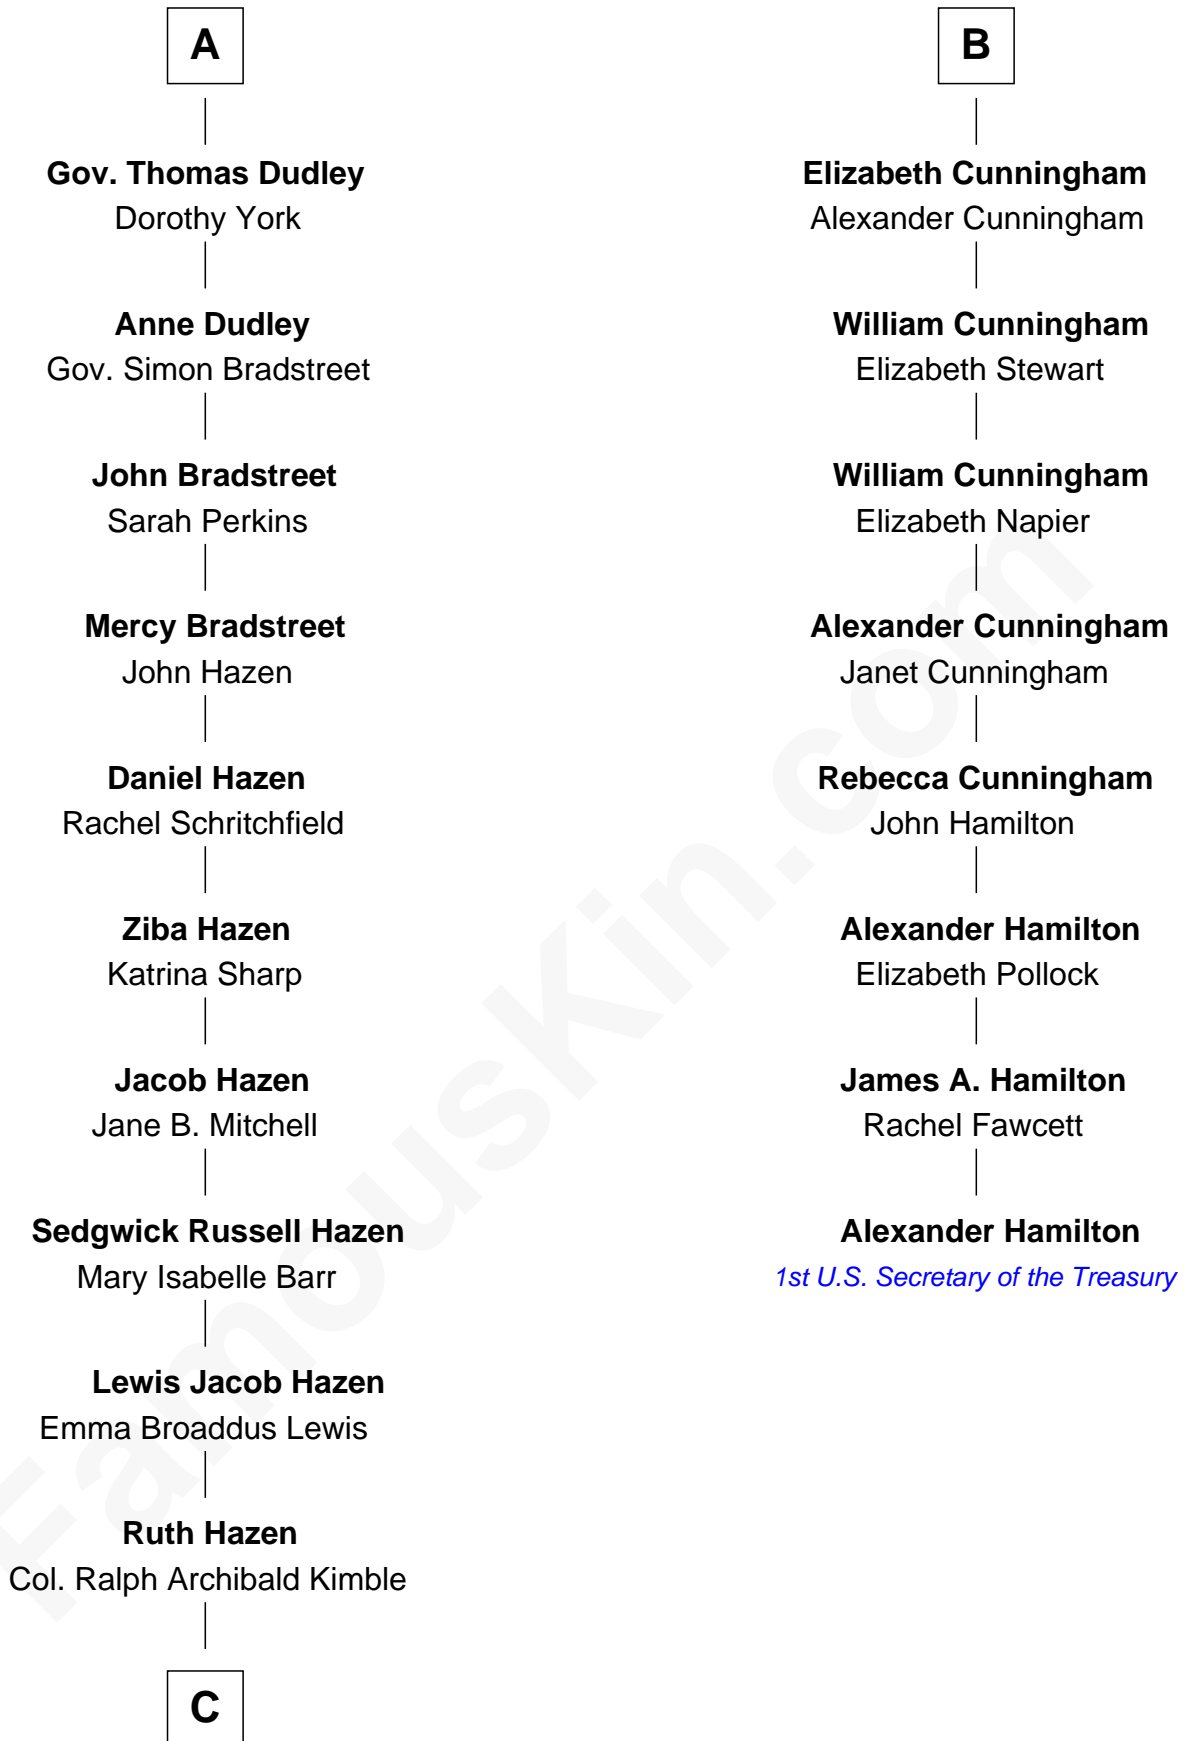 A
Gov. Thomas Dudley
Dorothy York
Anne Dudley
Gov. Simon Bradstreet
John Bradstreet
Sarah Perkins
Mercy Bradstreet
John Hazen
Daniel Hazen
Rachel Schritchfield
Ziba Hazen
Katrina Sharp
Jacob Hazen
Jane B. Mitchell
Sedgwick Russell Hazen
Mary Isabelle Barr
Lewis Jacob Hazen
Emma Broaddus Lewis
Ruth Hazen
Col. Ralph Archibald Kimble
C
B
Elizabeth Cunningham
Alexander Cunningham
William Cunningham
Elizabeth Stewart
William Cunningham
Elizabeth Napier
Alexander Cunningham
Janet Cunningham
Rebecca Cunningham
John Hamilton
Alexander Hamilton
Elizabeth Pollock
James A. Hamilton
Rachel Fawcett
Alexander Hamilton
1st U.S. Secretary of the Treasury
FamousKin.com